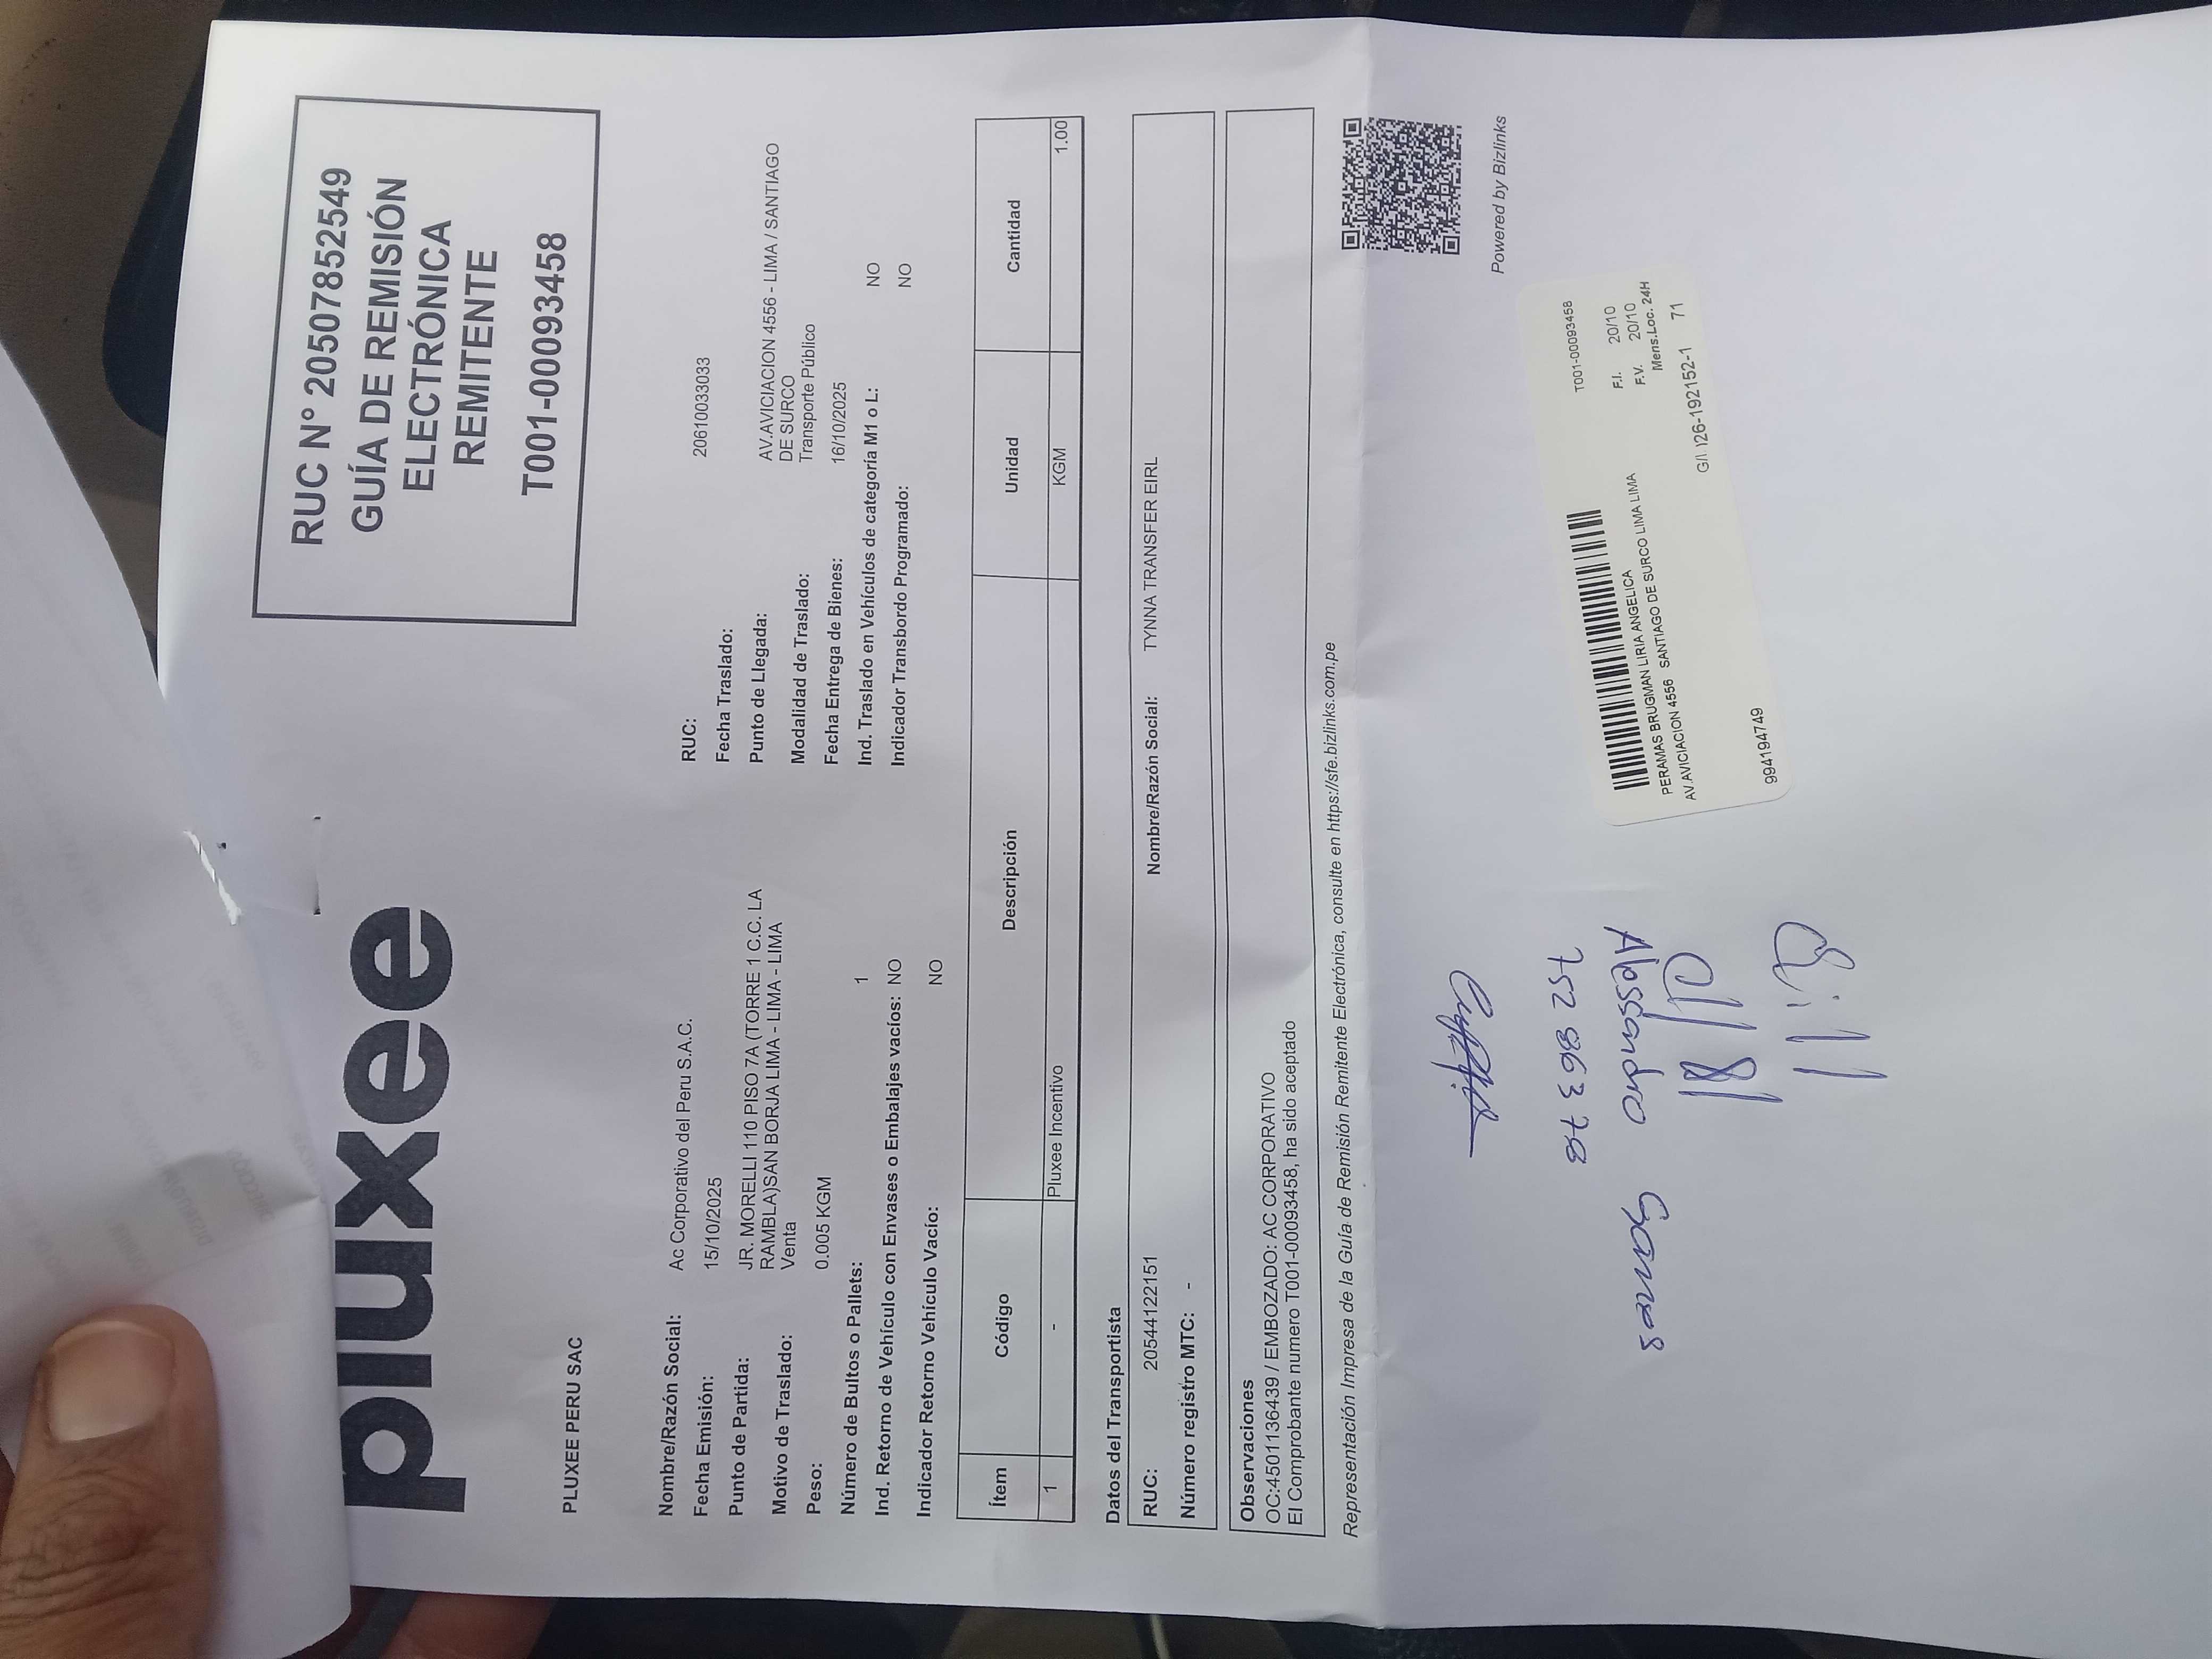 pluxee
RUC N° 20507852549
GUÍA DE REMISIÓN
ELECTRÓNICA
REMITENTE
T001-00093458
PLUXEE PERU SAC
Nombre/Razón Social: Ac Corporativo del Peru S.A.C.
RUC: 20610033033
Fecha Emisión: 15/10/2025
Fecha Traslado:
Punto de Partida: JR. MORELLI 110 PISO 7A (TORRE 1 C.C. LA
RAMBLA)SAN BORJA LIMA - LIMA - LIMA
Punto de Llegada: AV.AVICIACION 4556 - LIMA / SANTIAGO
DE SURCO
Motivo de Traslado: Venta
Modalidad de Traslado: Transporte Público
Peso: 0.005 KGM
Fecha Entrega de Bienes: 16/10/2025
Número de Bultos o Pallets: 1
Ind. Traslado en Vehículos de categoría M1 o L: NO
Ind. Retorno de Vehículo con Envases o Embalajes vacíos: NO
Indicador Transbordo Programado: NO
Indicador Retorno Vehículo Vacío: NO
Ítem Código Descripción Unidad Cantidad
1 - Pluxee Incentivo KGM 1.00
Datos del Transportista
RUC: 20544122151 Nombre/Razón Social: TYNNA TRANSFER EIRL
Número registro MTC: -
Observaciones
OC:4501136439 / EMBOZADO: AC CORPORATIVO
El Comprobante numero T001-00093458, ha sido aceptado
Representación Impresa de la Guía de Remisión Remitente Electrónica, consulte en https://sfe.bizlinks.com.pe
Powered by Bizlinks
T001-00093458
F.I. 20/10
F.V. 20/10
Mens.Loc. 24H
PERAMAS BRUGMAN LIRIA ANGELICA
AV.AVICIACION 4556 SANTIAGO DE SURCO LIMA LIMA
G/I 126-192152-1 71
994194749
Alessandro